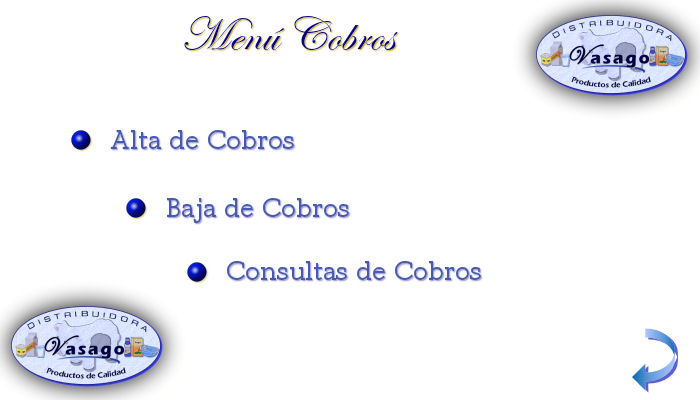 Menú Cobros
DISTRIBUIDORA
Vasago
Productos de Calidad
Alta de Cobros
Baja de Cobros
Consultas de Cobros
DISTRIBUIDORA
Vasago
Productos de Calidad